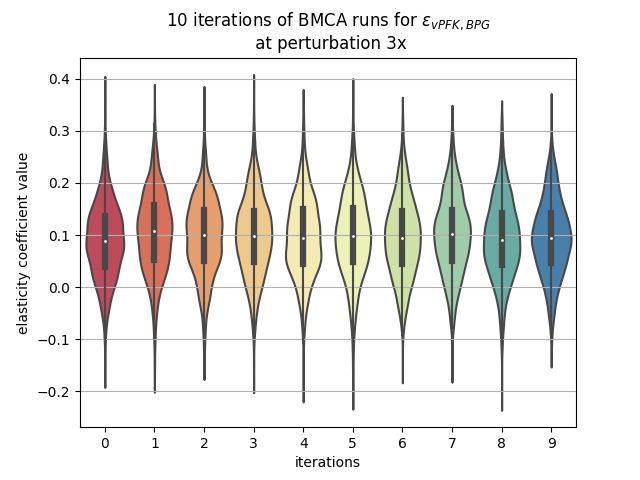 10 iterations of BMCA runs for ε_{vPFK, BPG}
at perturbation 3x
elasticity coefficient value
0.4
0.3
0.2
0.1
0.0
−0.1
−0.2
0 1 2 3 4 5 6 7 8 9
iterations